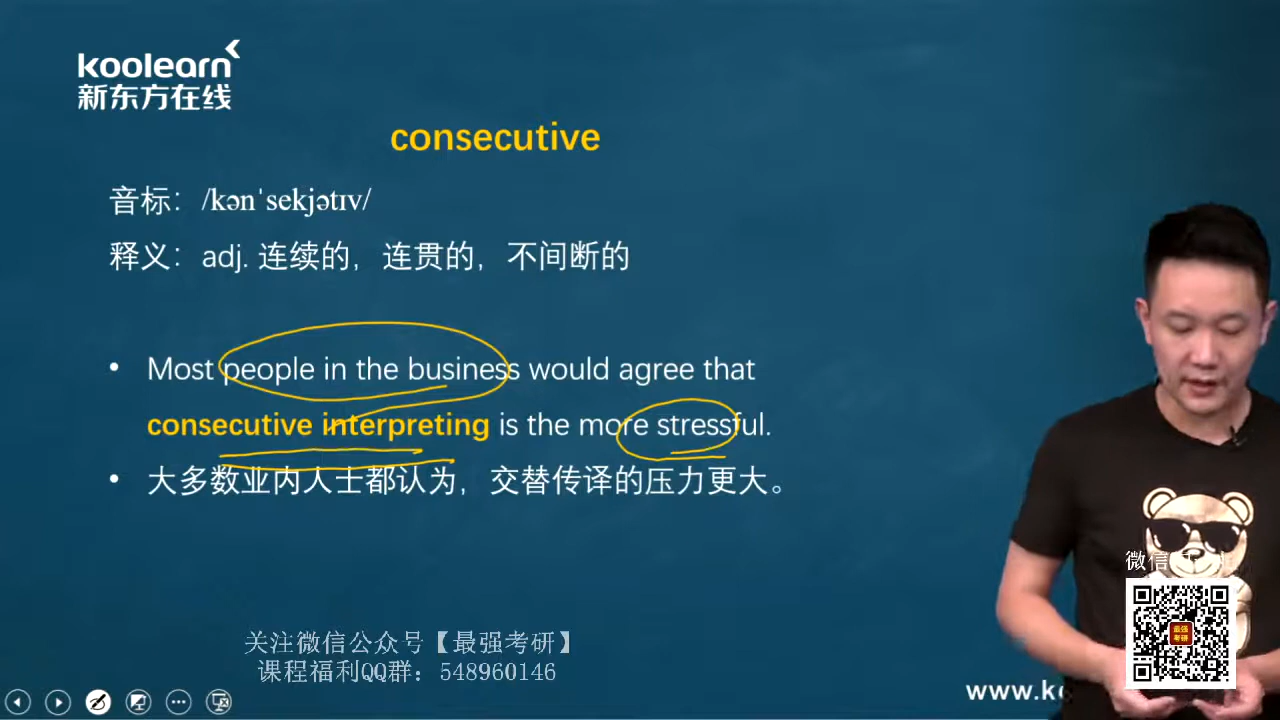 koolearn
新东方在线
consecutive
音标：/kənˈsekjətɪv/
释义：adj. 连续的，连贯的，不间断的
• Most people in the business would agree that
consecutive interpreting is the more stressful.
• 大多数业内人士都认为，交替传译的压力更大。
微信
最强
考研
关注微信公众号【最强考研】
课程福利QQ群：548960146
www.k